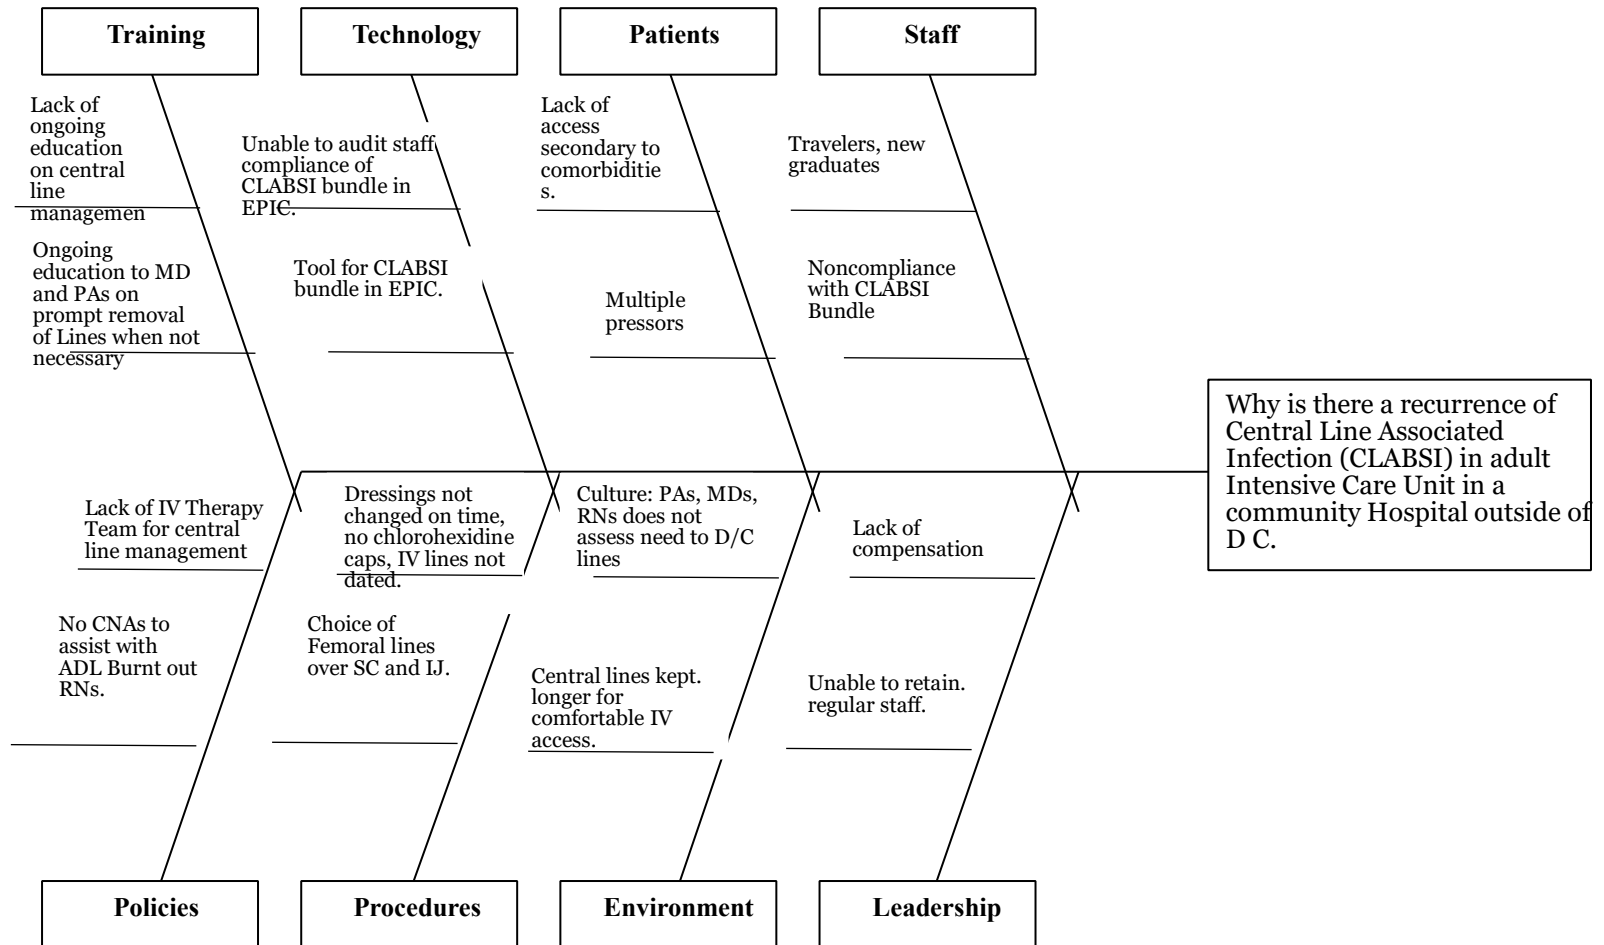 Training
Technology
Patients
Staff
Lack of
ongoing
education
on central
line
managemen
Unable to audit staff
compliance of
CLABSI bundle in
EPIC.
Lack of
access
secondary to
comorbiditie
s.
Travelers, new
graduates
Ongoing
education to MD
and PAs on
prompt removal
of Lines when not
necessary
Tool for CLABSI
bundle in EPIC.
Multiple
pressors
Noncompliance
with CLABSI
Bundle
Why is there a recurrence of
Central Line Associated
Infection (CLABSI) in adult
Intensive Care Unit in a
community Hospital outside of
D C.
Lack of IV Therapy
Team for central
line management
Dressings not
changed on time,
no chlorohexidine
caps, IV lines not
dated.
Culture: PAs, MDs,
RNs does not
assess need to D/C
lines
Lack of
compensation
No CNAs to
assist with
ADL Burnt out
RNs.
Choice of
Femoral lines
over SC and IJ.
Central lines kept.
longer for
comfortable IV
access.
Unable to retain.
regular staff.
Policies
Procedures
Environment
Leadership